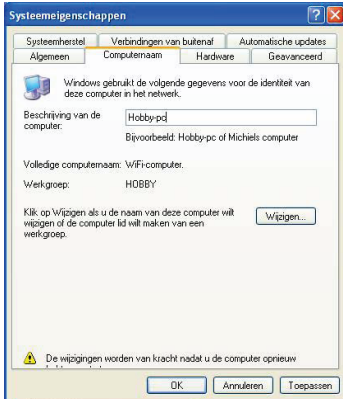 Systeemeigenschappen
Systeemherstel Verbindingen van buitenaf Automatische updates
Algemeen Computernaam Hardware Geavanceerd
Windows gebruikt de volgende gegevens voor de identiteit van
deze computer in het netwerk.
Beschrijving van de
computer:
Hobby-pc
Bijvoorbeeld: Hobby-pc of Michiels computer
Volledige computernaam: WiFi-computer.
Werkgroep: HOBBY
Klik op Wijzigen als u de naam van deze computer wilt
wijzigen of de computer lid wilt maken van een
werkgroep.
Wijzigen...
De wijzigingen worden van kracht nadat u de computer opnieuw
OK Annuleren Toepassen